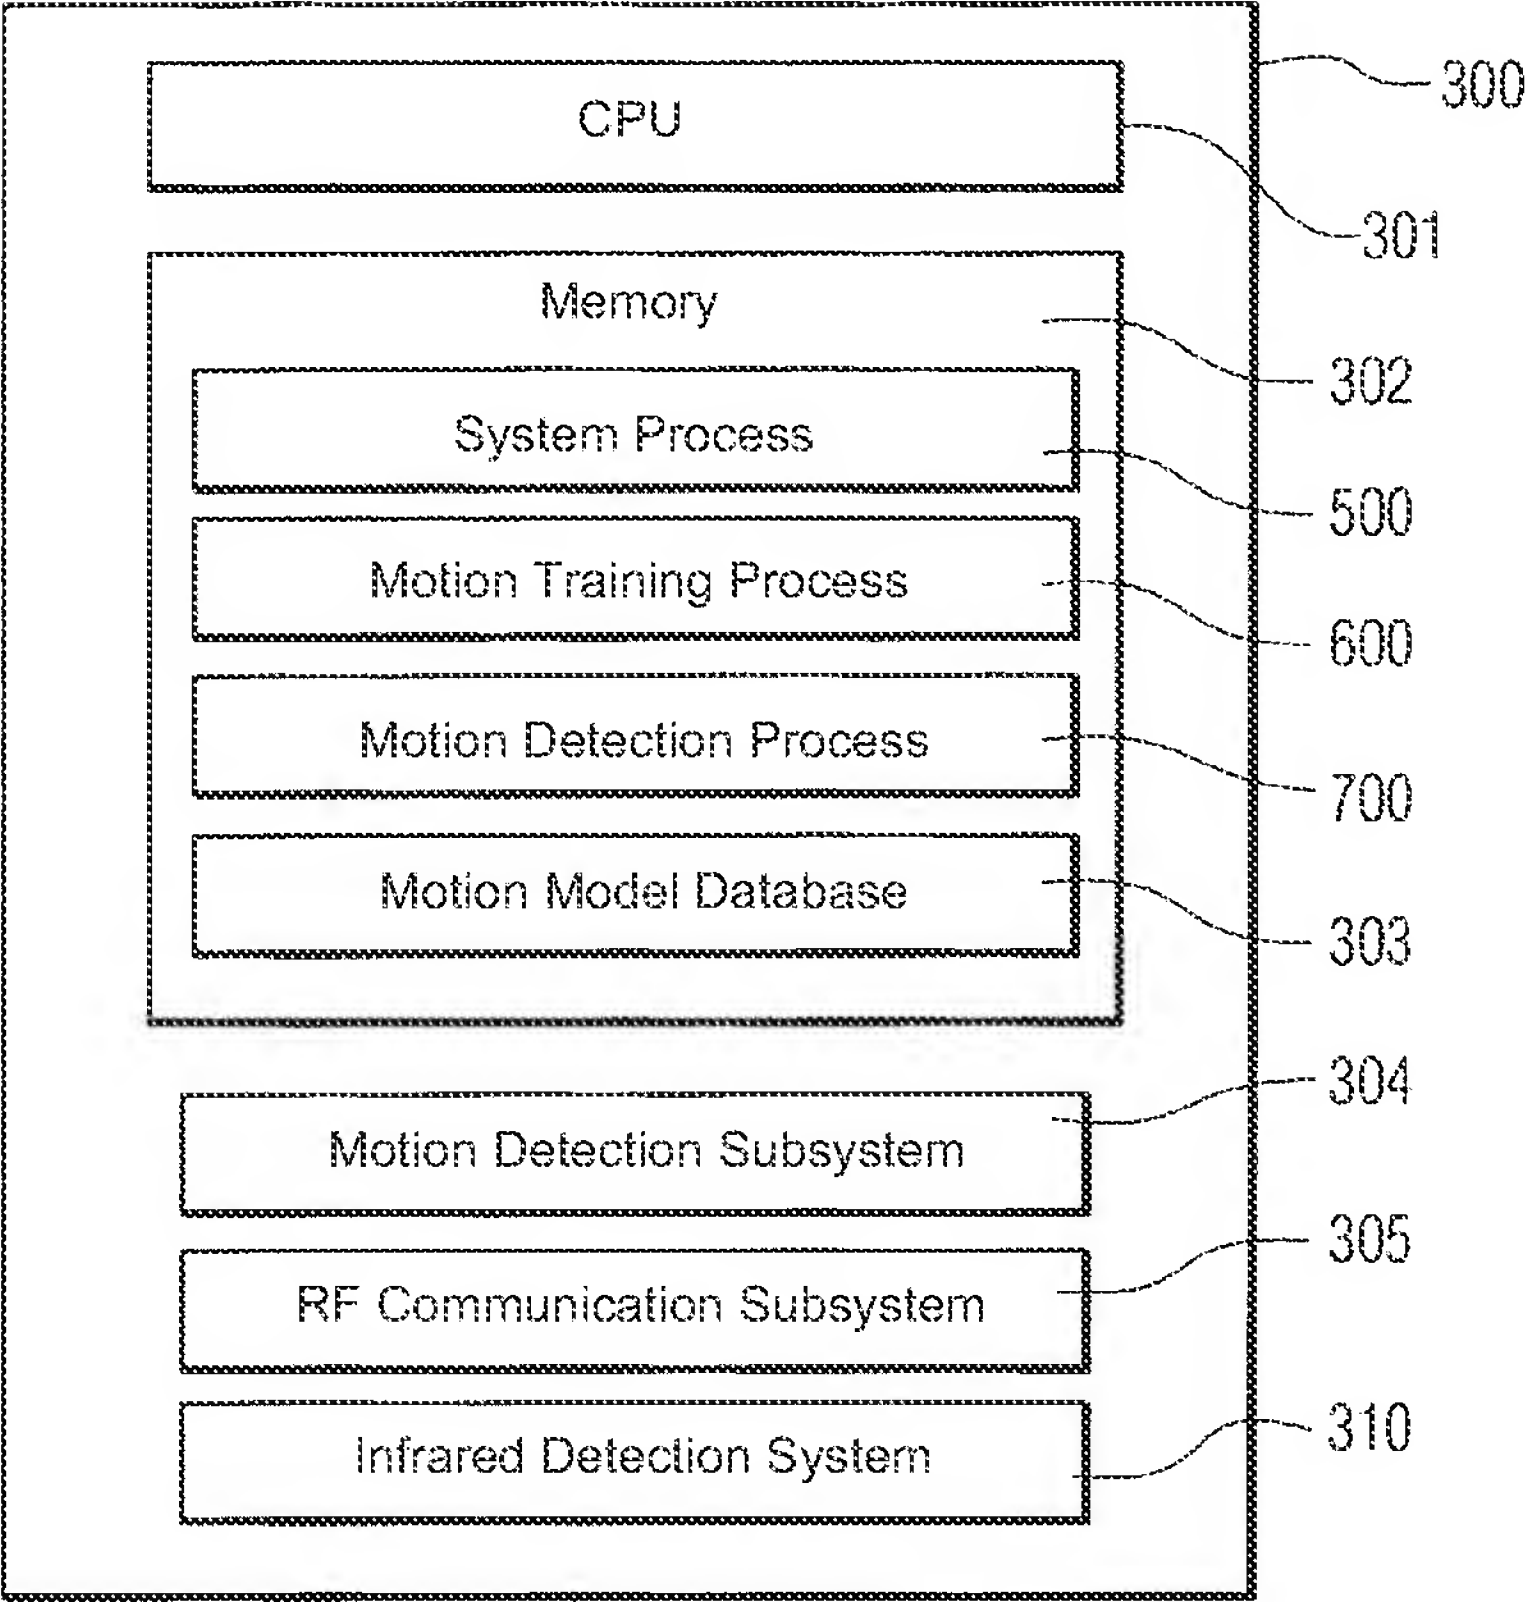 CPU
300
301
Memory
302
System Process
500
Motion Training Process
600
Motion Detection Process
700
Motion Model Database
303
304
Motion Detection Subsystem
305
RF Communication Subsystem
310
Infrared Detection System